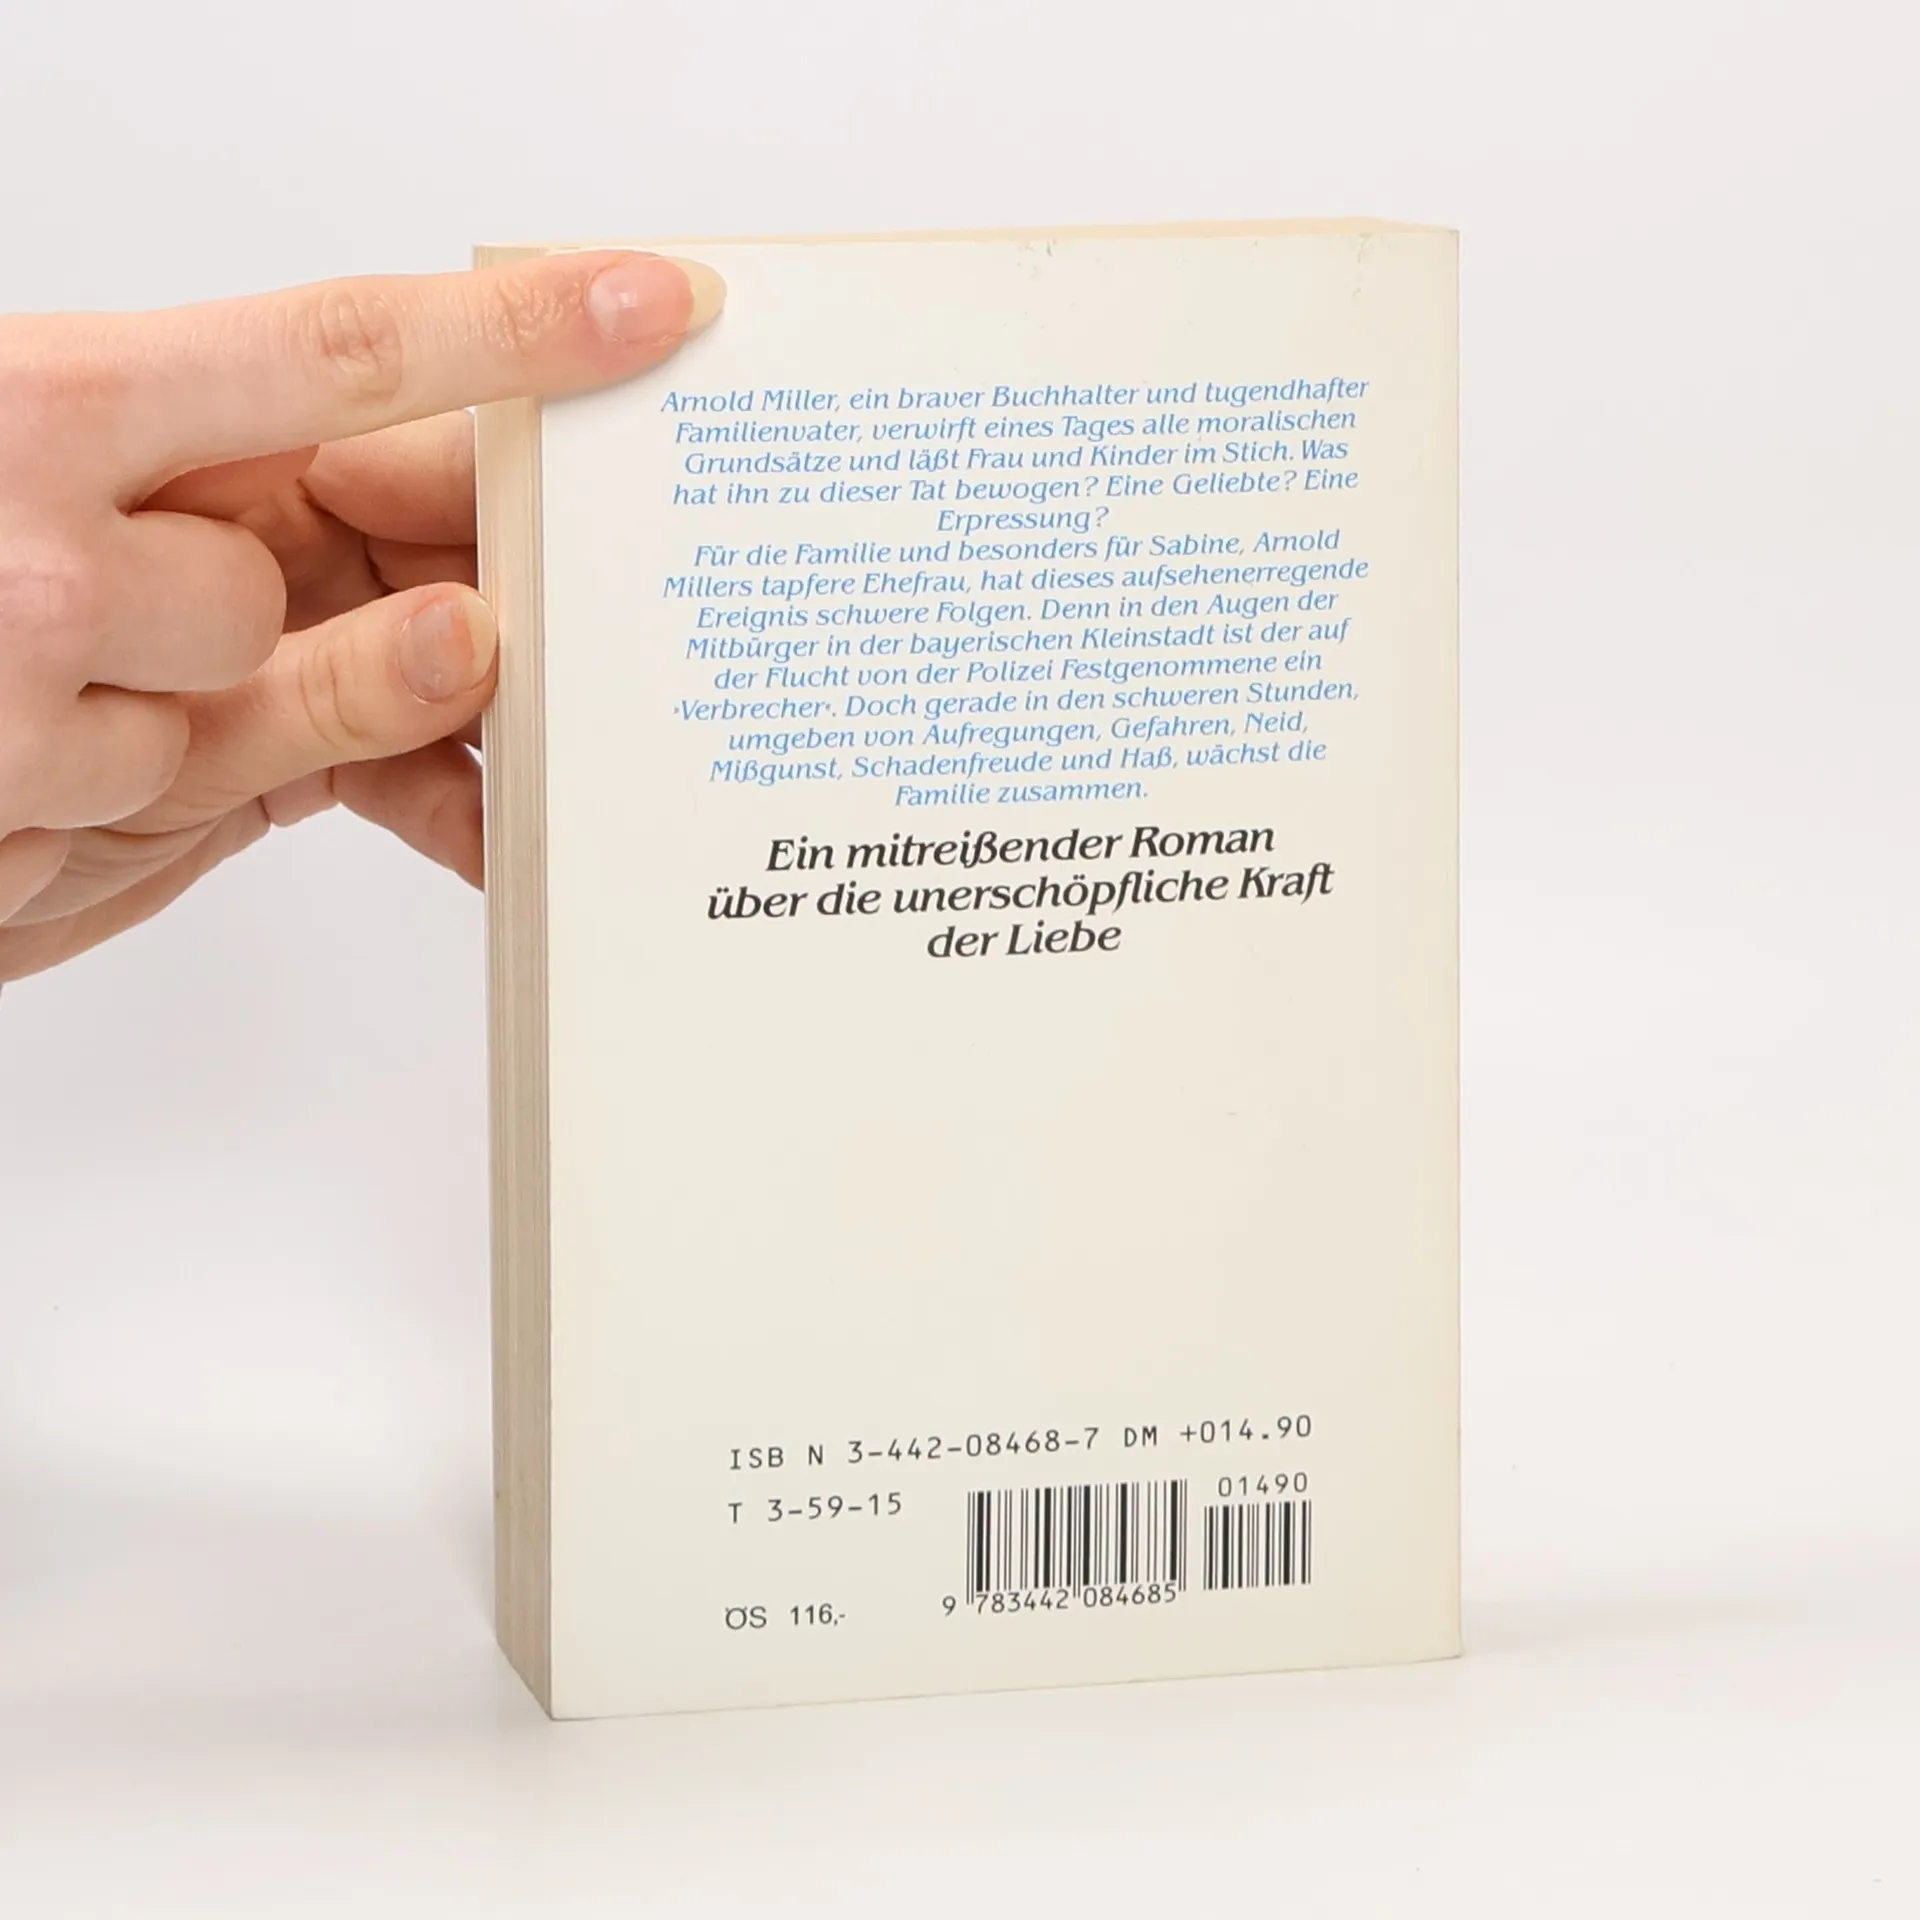 Arnold Miller, ein braver Buchhalter und tugendhafter
Familienvater, verwirft eines Tages alle moralischen
Grundsätze und läßt Frau und Kinder im Stich. Was
hat ihn zu dieser Tat bewogen? Eine Geliebte? Eine
Erpressung?
Für die Familie und besonders für Sabine, Arnold
Millers tapfere Ehefrau, hat dieses aufsehenerregende
Ereignis schwere Folgen. Denn in den Augen der
Mitbürger in der bayerischen Kleinstadt ist der auf
der Flucht von der Polizei Festgenommene ein
›Verbrecher‹. Doch gerade in den schweren Stunden,
umgeben von Aufregungen, Gefahren, Neid,
Mißgunst, Schadenfreude und Haß, wächst die
Familie zusammen.
Ein mitreißender Roman
über die unerschöpfliche Kraft
der Liebe
ISB N 3-442-08468-7 DM +014.90
T 3-59-15
01490
9 783442 084685
ÖS 116,-